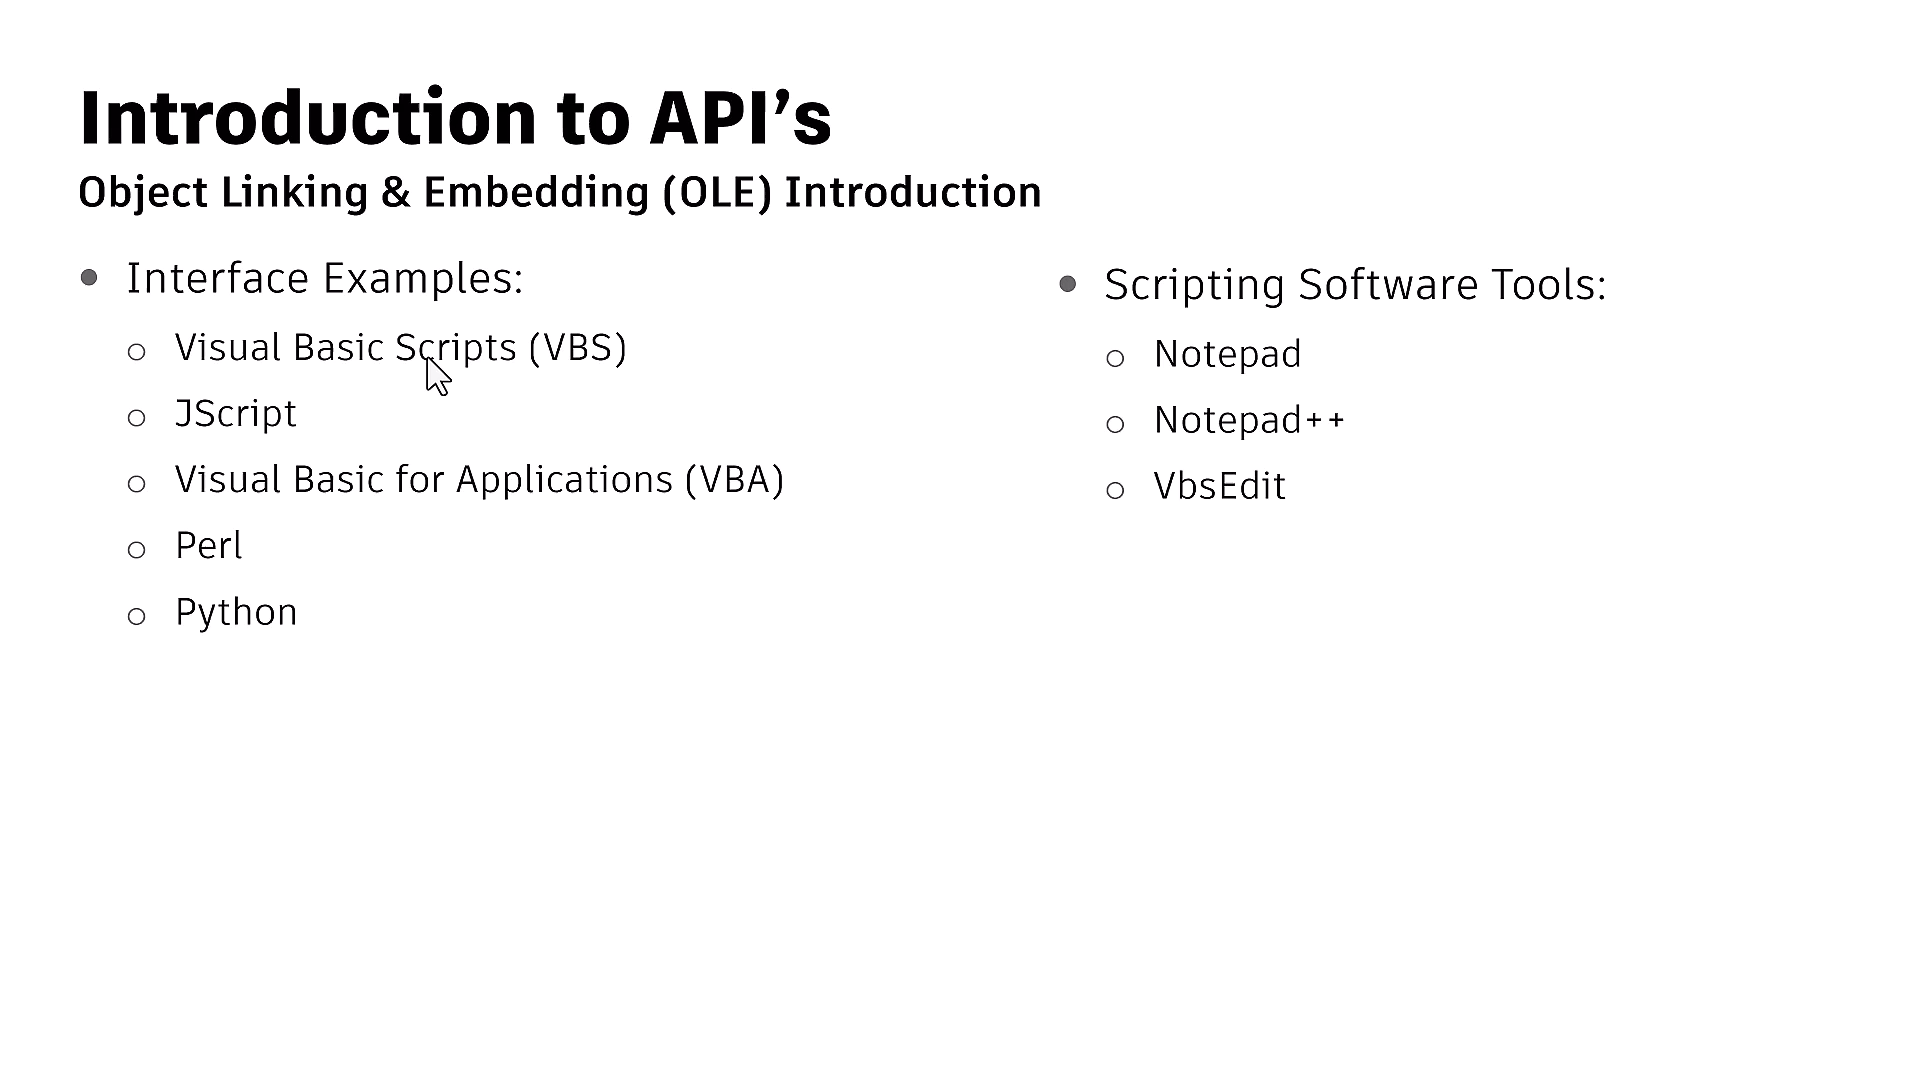 Introduction to API’s
Object Linking & Embedding (OLE) Introduction
Interface Examples:
Visual Basic Scripts (VBS)
JScript
Visual Basic for Applications (VBA)
Perl
Python
Scripting Software Tools:
Notepad
Notepad++
VbsEdit